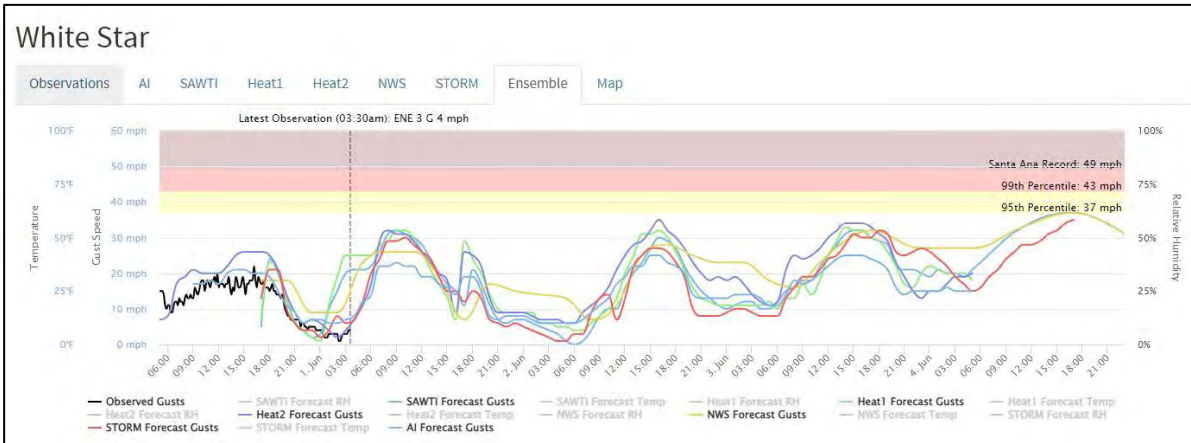 White Star
Observations AI SAWTI Heat1 Heat2 NWS STORM Ensemble Map
Latest Observation (03:30am): ENE 3 G 4 mph
100°F 60 mph 100%
50 mph Santa Ana Record: 49 mph
75°F 75%
99th Percentile: 43 mph
40 mph 95th Percentile: 37 mph
Temperature Gust Speed Relative Humidity
50°F 30 mph 50%
20 mph
25°F 25%
10 mph
0°F 0 mph 0%
06:00 09:00 12:00 15:00 18:00 21:00 1 Jun 03:00 06:00 09:00 12:00 15:00 18:00 21:00 2 Jun 03:00 06:00 09:00 12:00 15:00 18:00 21:00 3 Jun 03:00 06:00 09:00 12:00 15:00 18:00 21:00 4 Jun 03:00 06:00 09:00 12:00 15:00 18:00 21:00
Observed Gusts SAWTI Forecast RH SAWTI Forecast Gusts SAWTI Forecast Temp Heat1 Forecast RH Heat1 Forecast Gusts Heat1 Forecast Temp
Heat2 Forecast RH Heat2 Forecast Gusts Heat2 Forecast Temp NWS Forecast RH NWS Forecast Gusts NWS Forecast Temp STORM Forecast RH
STORM Forecast Gusts STORM Forecast Temp AI Forecast Gusts